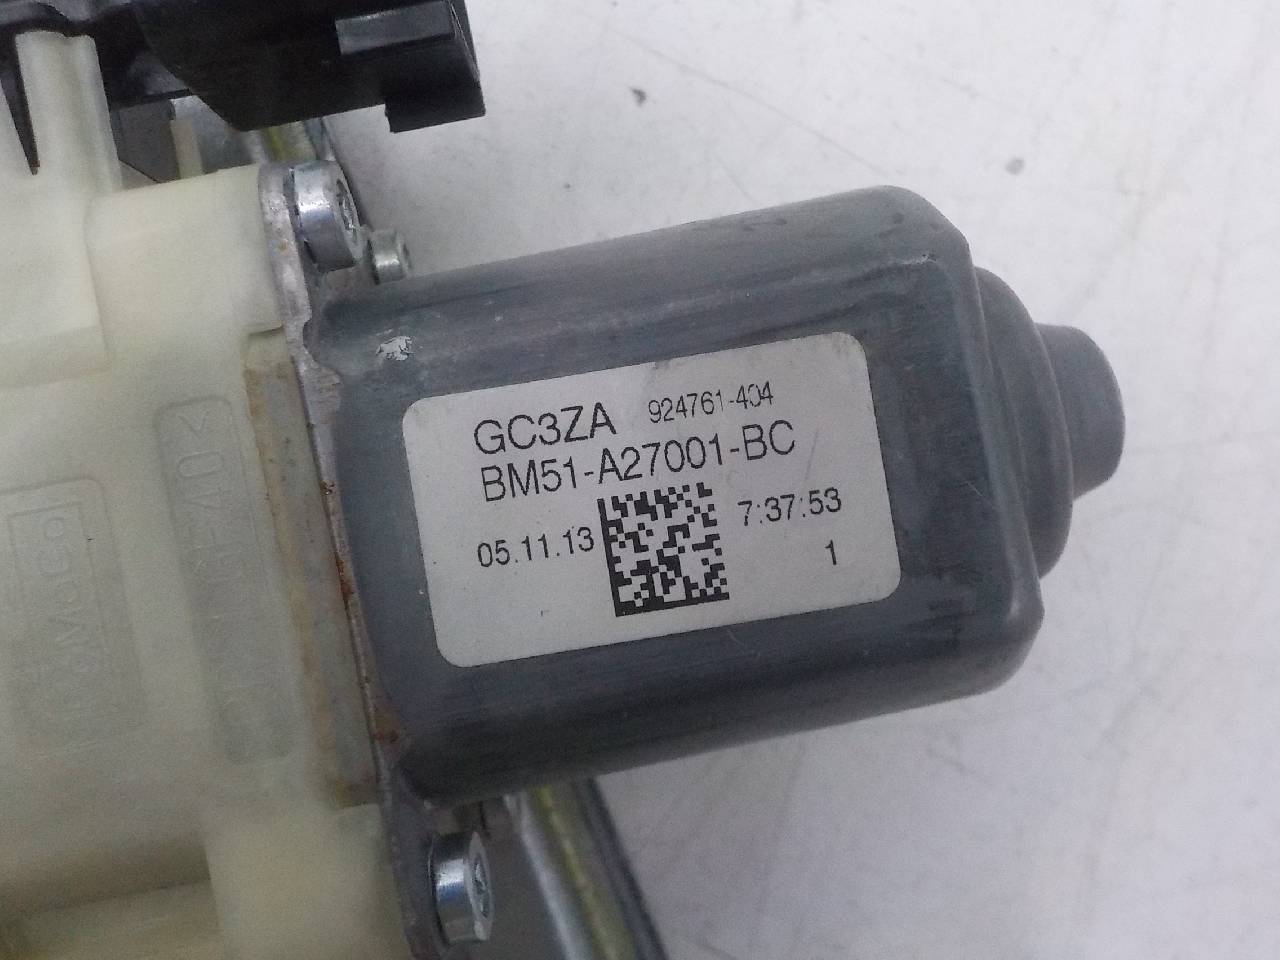 GC3ZA 924761-404
BM51-A27001-BC
05.11.13 7:37:53
1